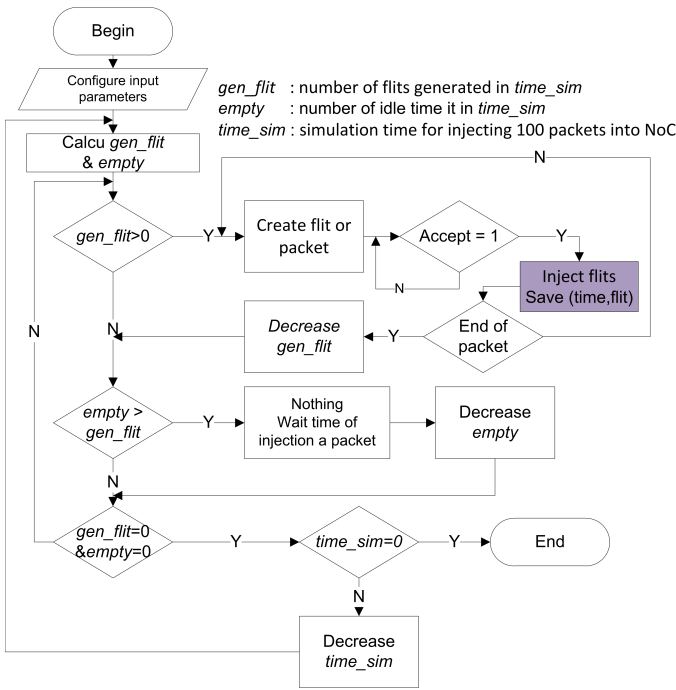 Begin
Configure input
parameters
gen_flit : number of flits generated in time_sim
empty : number of idle time it in time_sim
time_sim : simulation time for injecting 100 packets into NoC
Calcu gen_flit
& empty
N
gen_flit>0
Y
Create flit or
packet
Accept = 1
Y
N
Inject flits
Save (time,flit)
N
N
Decrease
gen_flit
Y
End of
packet
empty >
gen_flit
Y
Nothing
Wait time of
injection a packet
Decrease
empty
N
gen_flit=0
&empty=0
Y
time_sim=0
Y
End
N
Decrease
time_sim